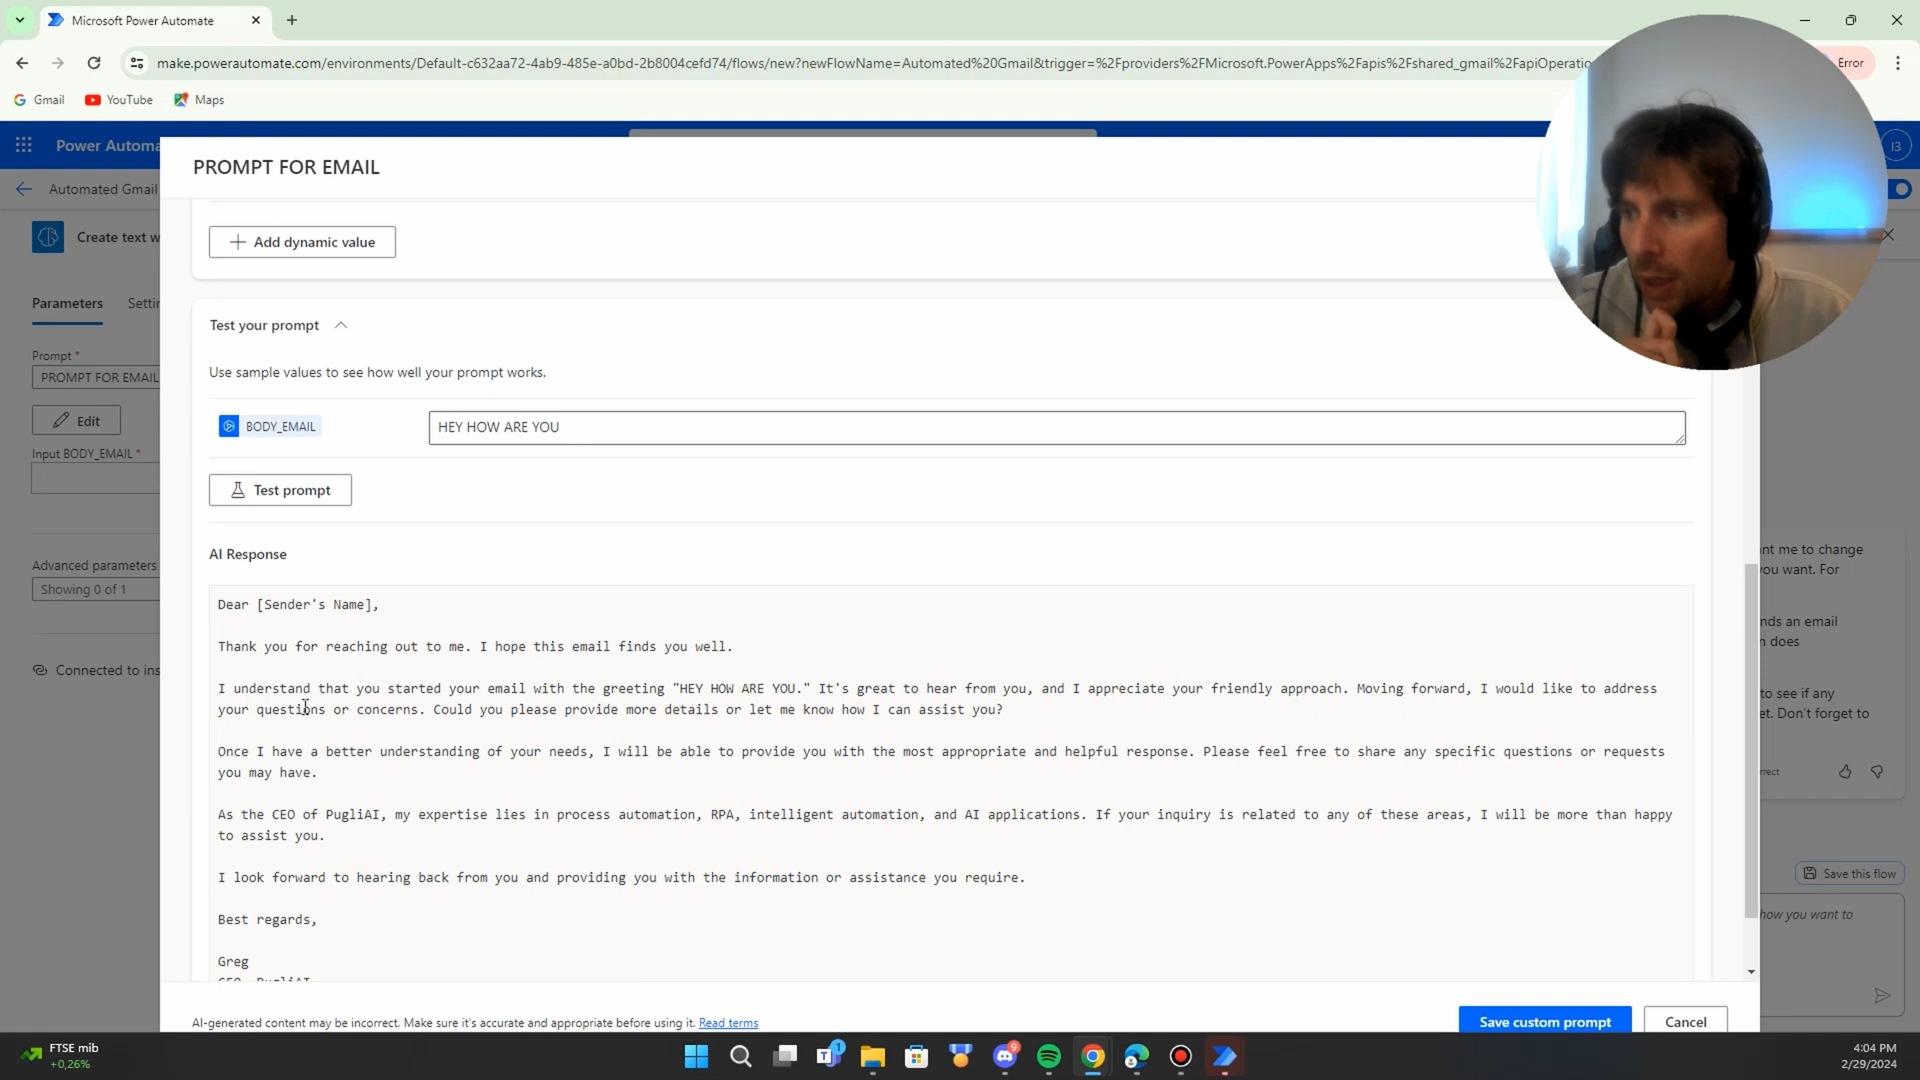 Microsoft Power Automate
make.powerautomate.com/environments/Default-c632aa72-4ab9-485e-a0bd-2b8004cefd74/flows/new?newFlowName=Automated%20Gmail&trigger=%2Fproviders%2FMicrosoft.PowerApps%2Fapis%2Fshared_gmail%2FapiOperatio
Error
Gmail
YouTube
Maps
Power Automa
I3
Automated Gmail
PROMPT FOR EMAIL
Create text w
Add dynamic value
Parameters
Settin
Test your prompt
Prompt *
PROMPT FOR EMAIL
Use sample values to see how well your prompt works.
Edit
BODY_EMAIL
HEY HOW ARE YOU
Input BODY_EMAIL *
Test prompt
AI Response
nt me to change
you want. For
Advanced parameters
Showing 0 of 1
Dear [Sender's Name],
nds an email
n does
Thank you for reaching out to me. I hope this email finds you well.
Connected to ins
I understand that you started your email with the greeting "HEY HOW ARE YOU." It's great to hear from you, and I appreciate your friendly approach. Moving forward, I would like to address
your questions or concerns. Could you please provide more details or let me know how I can assist you?
to see if any
et. Don't forget to
Once I have a better understanding of your needs, I will be able to provide you with the most appropriate and helpful response. Please feel free to share any specific questions or requests
you may have.
rrect
As the CEO of PugliAI, my expertise lies in process automation, RPA, intelligent automation, and AI applications. If your inquiry is related to any of these areas, I will be more than happy
to assist you.
I look forward to hearing back from you and providing you with the information or assistance you require.
Save this flow
Best regards,
how you want to
Greg
CEO, PugliAI
AI-generated content may be incorrect. Make sure it's accurate and appropriate before using it. Read terms
Save custom prompt
Cancel
FTSE mib
+0,26%
1
9
4:04 PM
2/29/2024